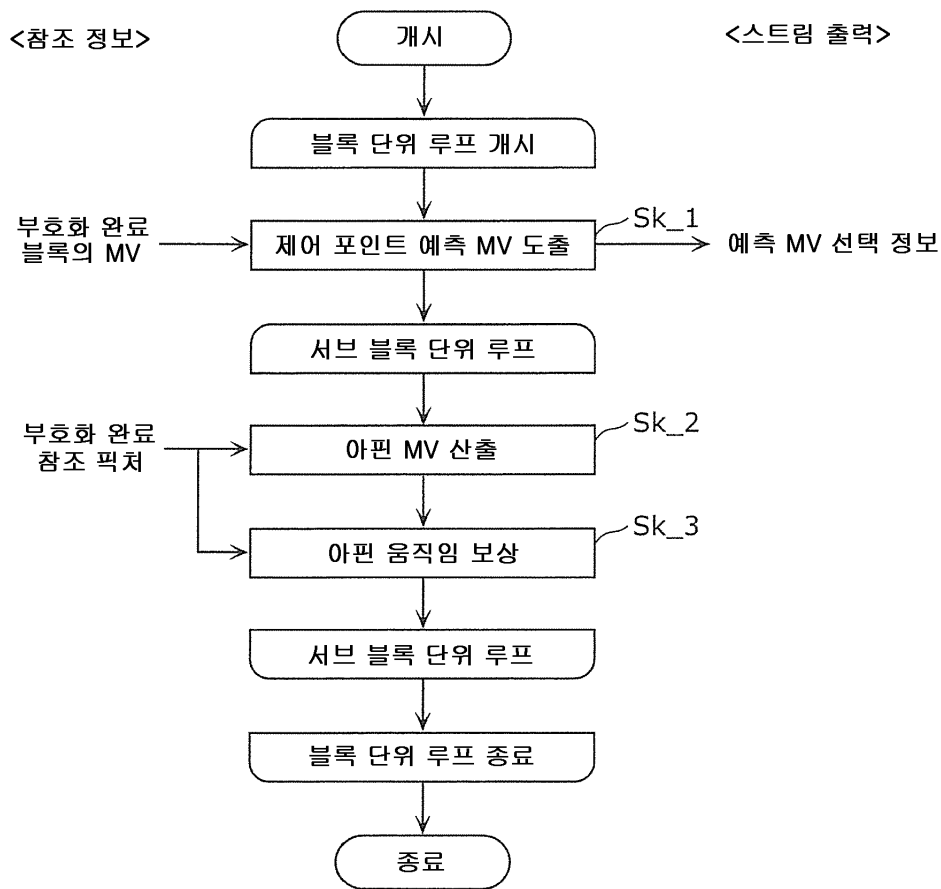 <참조 정보>
개시
<스트림 출력>
블록 단위 루프 개시
부호화 완료
블록의 MV
제어 포인트 예측 MV 도출
Sk_1
예측 MV 선택 정보
서브 블록 단위 루프
부호화 완료
참조 픽처
아핀 MV 산출
Sk_2
아핀 움직임 보상
Sk_3
서브 블록 단위 루프
블록 단위 루프 종료
종료